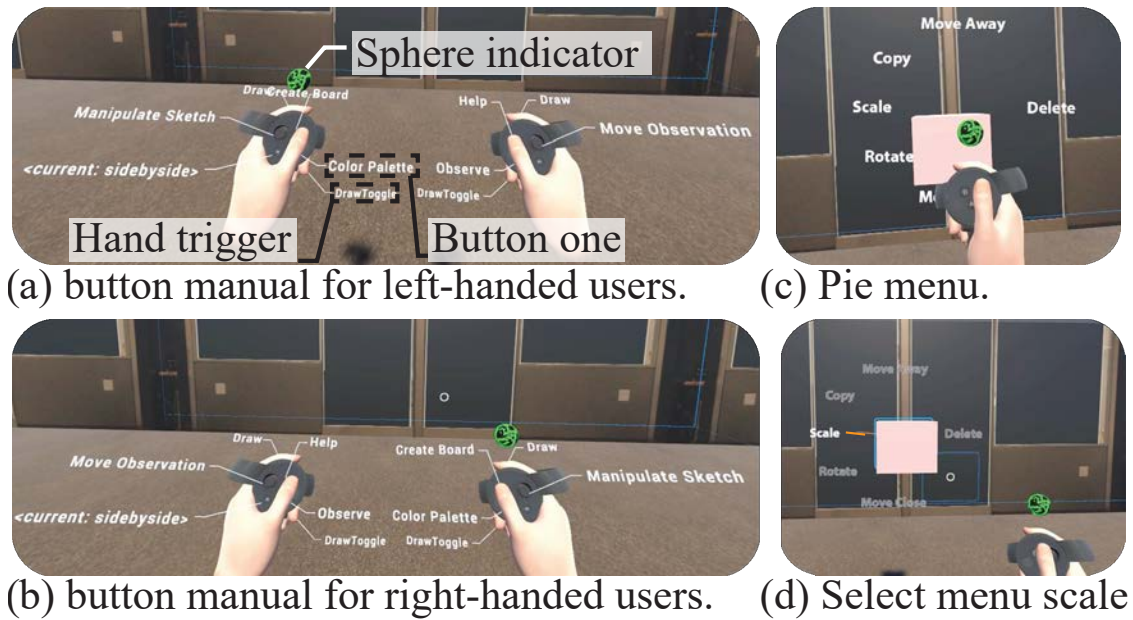 Sphere indicator
Draw
Create Board
Manipulate Sketch
<current: sidebyside>
Color Palette
DrawToggle
Help
Draw
Move Observation
Observe
DrawToggle
Hand trigger
Button one
(a) button manual for left-handed users.
Move Away
Copy
Scale
Delete
Rotate
(c) Pie menu.
Draw
Help
Move Observation
<current: sidebyside>
Observe
DrawToggle
Create Board
Draw
Manipulate Sketch
Color Palette
DrawToggle
(b) button manual for right-handed users.
Move Away
Copy
Scale
Delete
Rotate
Move Close
(d) Select menu scale